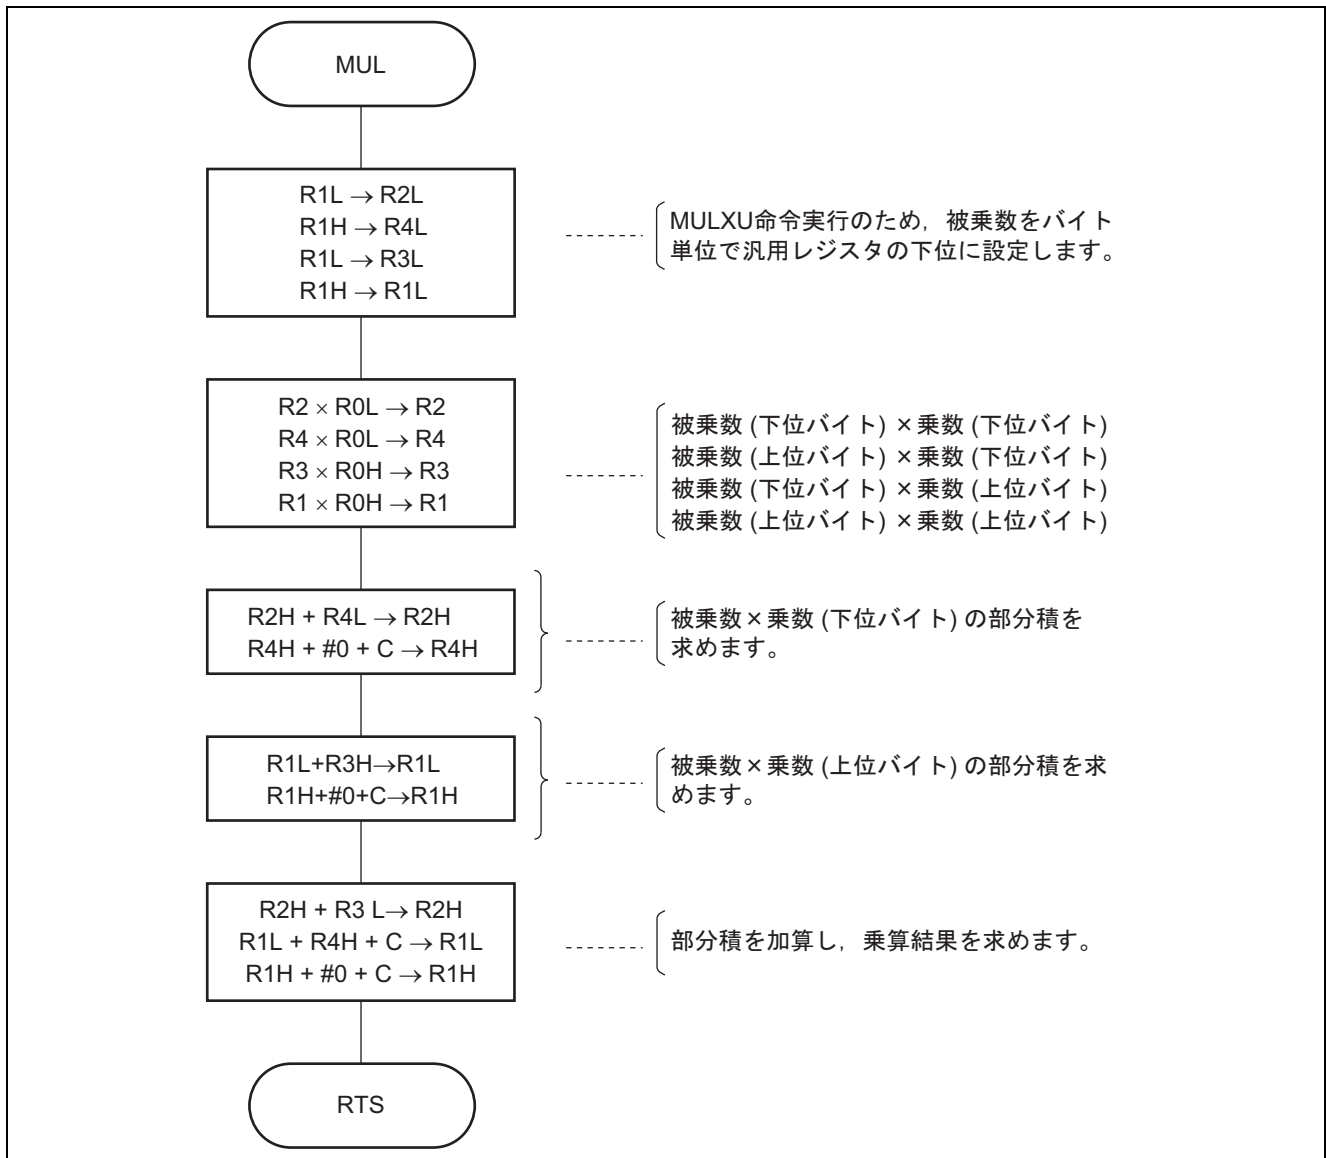 MUL
R1L → R2L
R1H → R4L
R1L → R3L
R1H → R1L
MULXU命令実行のため，被乗数をバイト
単位で汎用レジスタの下位に設定します。
R2 × R0L → R2
R4 × R0L → R4
R3 × R0H → R3
R1 × R0H → R1
被乗数 (下位バイト) ×乗数 (下位バイト)
被乗数 (上位バイト) ×乗数 (下位バイト)
被乗数 (下位バイト) ×乗数 (上位バイト)
被乗数 (上位バイト) ×乗数 (上位バイト)
R2H + R4L → R2H
R4H + #0 + C → R4H
被乗数×乗数 (下位バイト) の部分積を
求めます。
R1L+R3H→R1L
R1H+#0+C→R1H
被乗数×乗数 (上位バイト) の部分積を求
めます。
R2H + R3 L→ R2H
R1L + R4H + C → R1L
R1H + #0 + C → R1H
部分積を加算し，乗算結果を求めます。
RTS